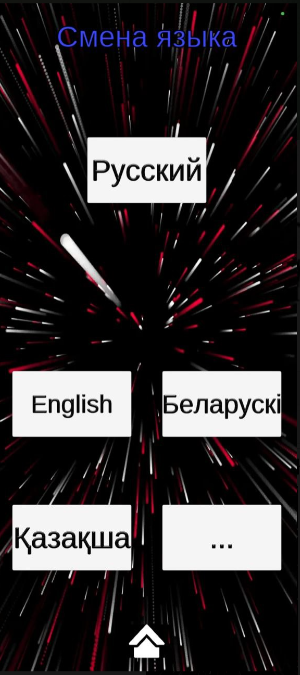 Смена языка
Русский
English
Беларускі
Қазақша
...